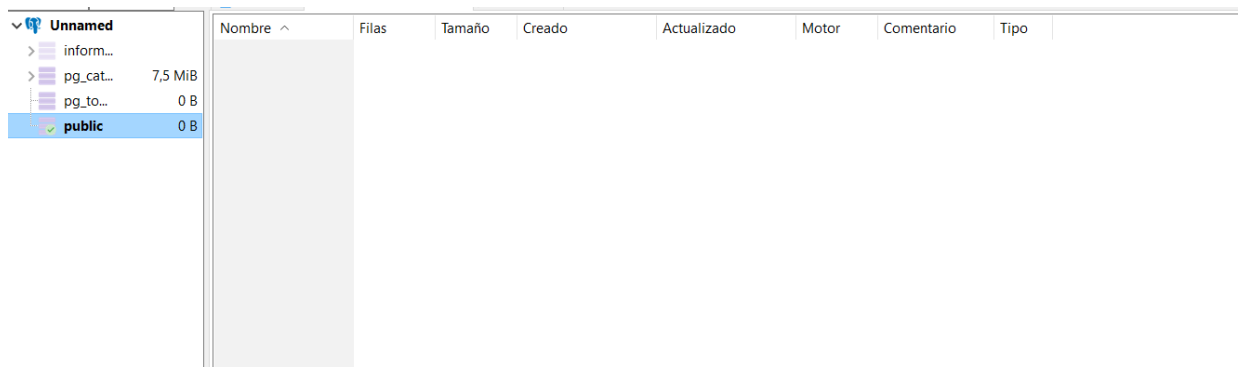 Unnamed
inform...
pg_cat... 7,5 MiB
pg_to... 0 B
public 0 B
Nombre Filas Tamaño Creado Actualizado Motor Comentario Tipo